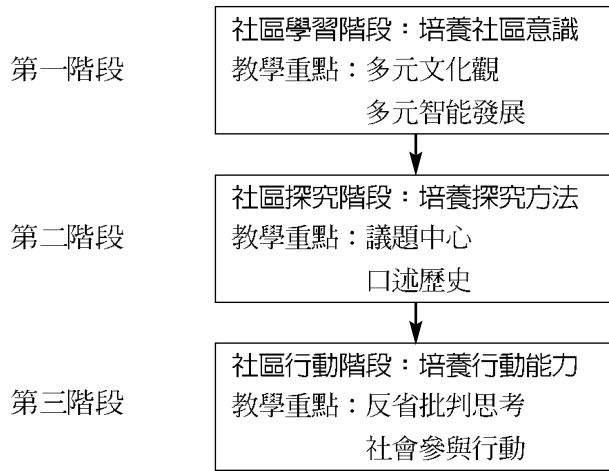 社區學習階段：培養社區意識
第一階段
教學重點：多元文化觀
多元智能發展
社區探究階段：培養探究方法
第二階段
教學重點：議題中心
口述歷史
社區行動階段：培養行動能力
第三階段
教學重點：反省批判思考
社會參與行動